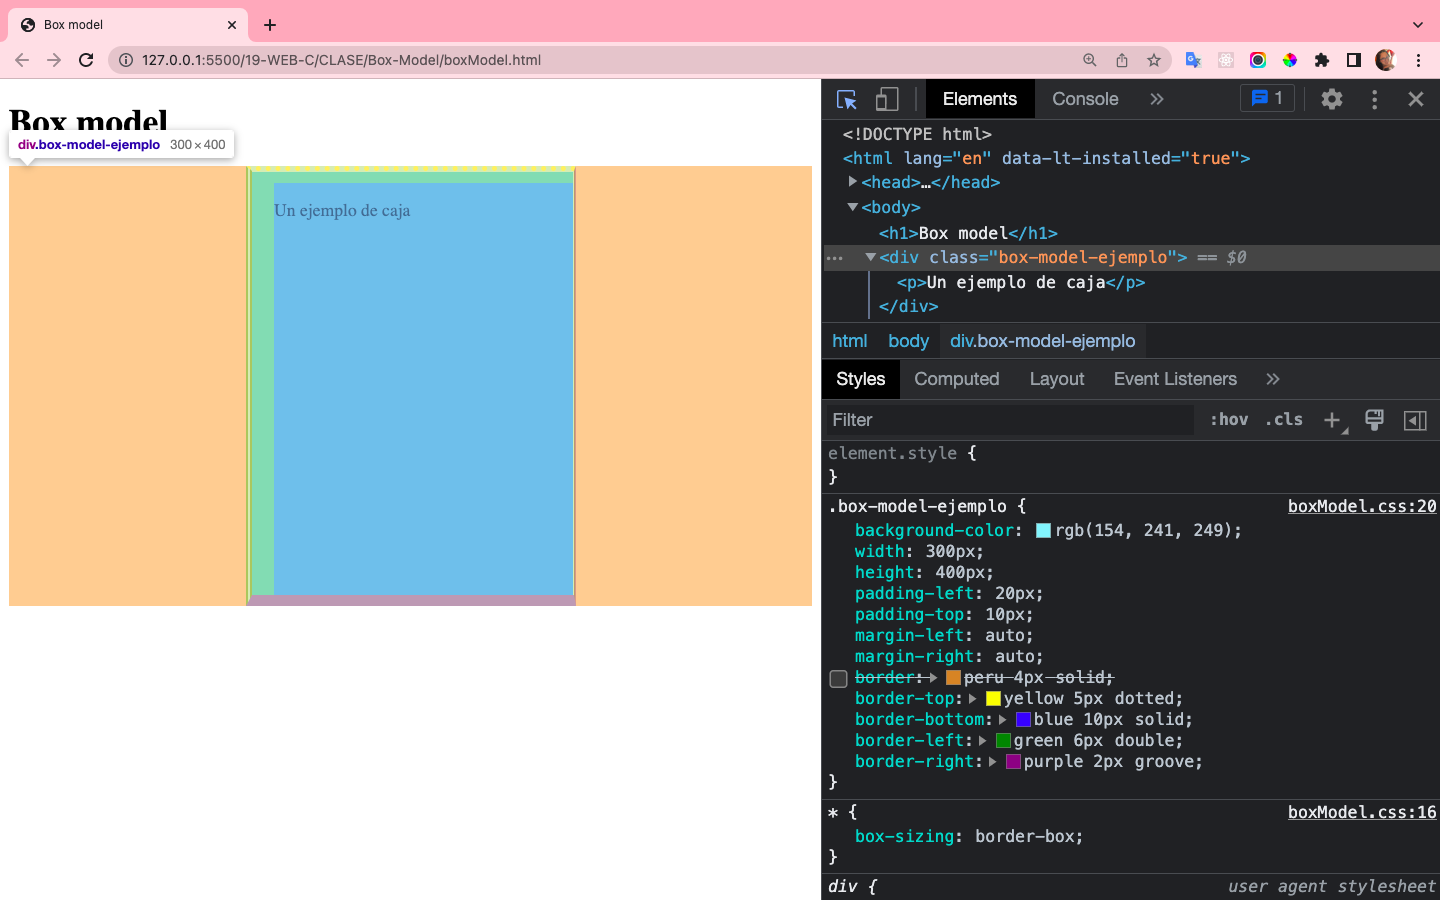 Box model
127.0.0.1:5500/19-WEB-C/CLASE/Box-Model/boxModel.html
Box model
div.box-model-ejemplo 300×400
Un ejemplo de caja
Elements Console 1
<!DOCTYPE html>
<html lang="en" data-lt-installed="true">
<head>…</head>
<body>
<h1>Box model</h1>
<div class="box-model-ejemplo"> == $0
<p>Un ejemplo de caja</p>
</div>
html body div.box-model-ejemplo
Styles Computed Layout Event Listeners
Filter :hov .cls
element.style {
}
.box-model-ejemplo { boxModel.css:20
background-color: rgb(154, 241, 249);
width: 300px;
height: 400px;
padding-left: 20px;
padding-top: 10px;
margin-left: auto;
margin-right: auto;
border: peru 4px solid;
border-top: yellow 5px dotted;
border-bottom: blue 10px solid;
border-left: green 6px double;
border-right: purple 2px groove;
}
* { boxModel.css:16
box-sizing: border-box;
}
div { user agent stylesheet